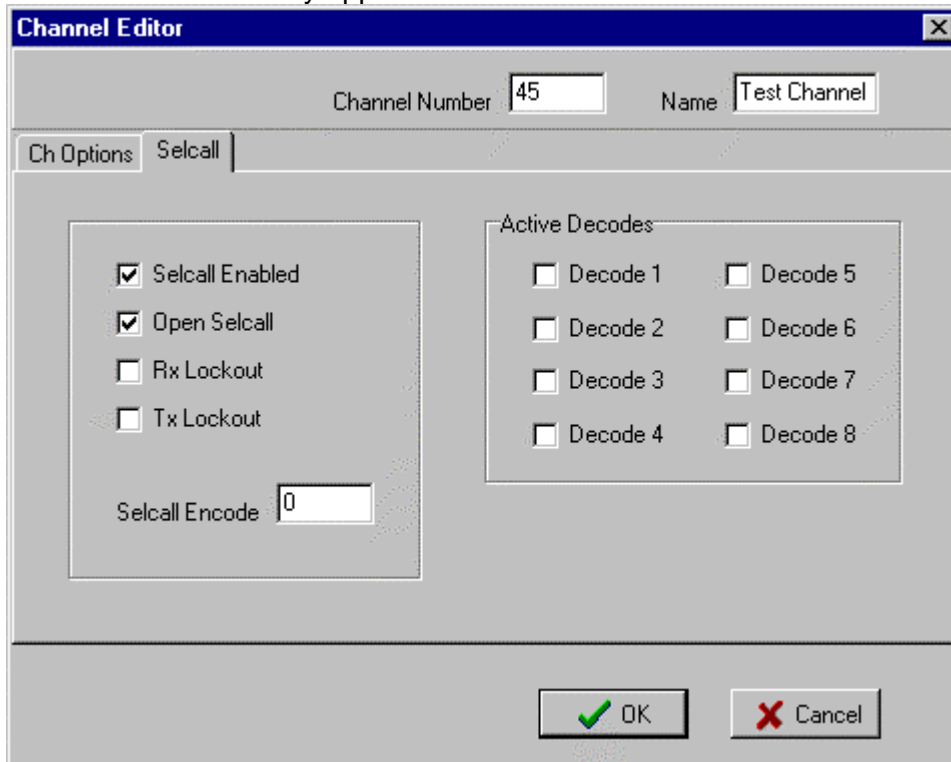 Channel Editor
Channel Number 45 Name Test Channel
Ch Options Selcall
Selcall Enabled
Open Selcall
Rx Lockout
Tx Lockout
Selcall Encode 0
Active Decodes
Decode 1 Decode 5
Decode 2 Decode 6
Decode 3 Decode 7
Decode 4 Decode 8
OK Cancel